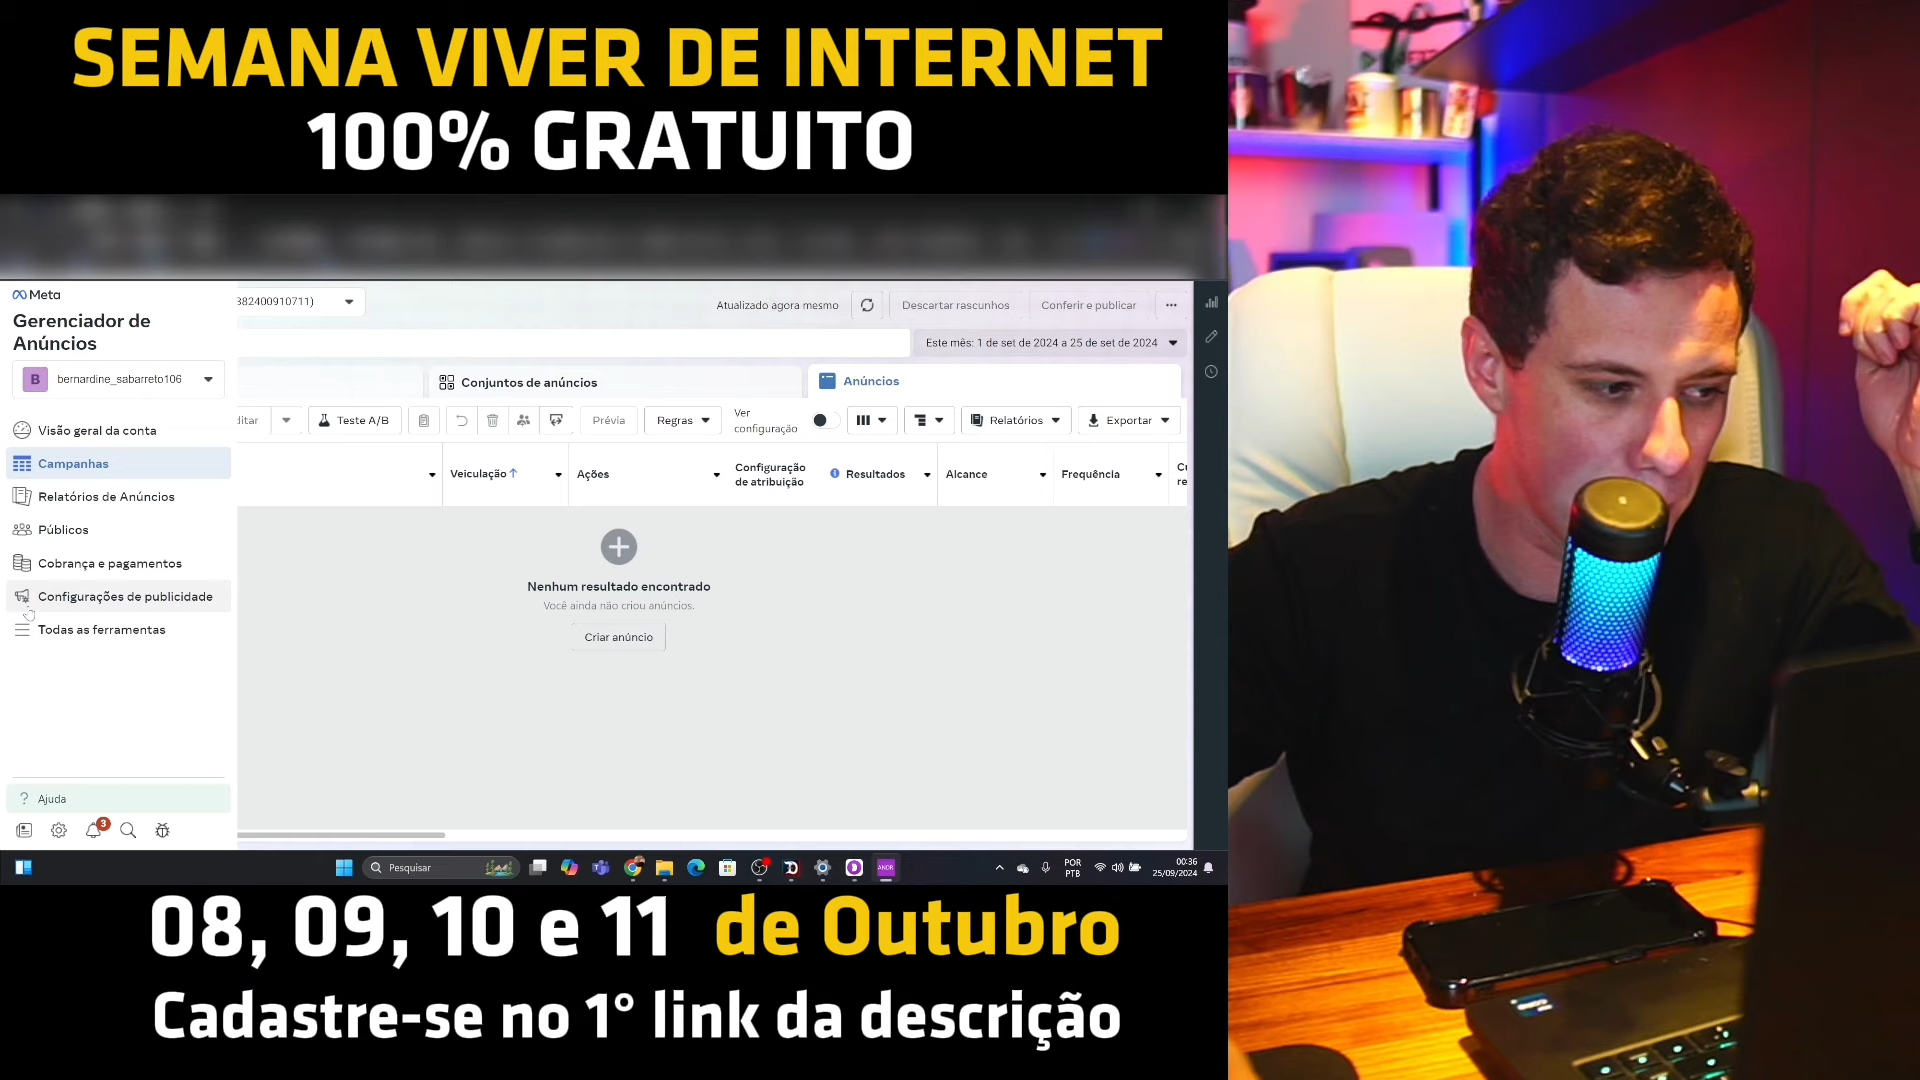 SEMANA VIVER DE INTERNET
100% GRATUITO
Meta
Gerenciador de
Anúncios
B bernardine_sabarreto106
Visão geral da conta
Campanhas
Relatórios de Anúncios
Públicos
Cobrança e pagamentos
Configurações de publicidade
Todas as ferramentas
? Ajuda
3
382400910711)
Atualizado agora mesmo
Descartar rascunhos
Conferir e publicar
Este mês: 1 de set de 2024 a 25 de set de 2024
Conjuntos de anúncios
Anúncios
itar
Teste A/B
Prévia
Regras
Ver
configuração
Relatórios
Exportar
Veiculação
Ações
Configuração
de atribuição
Resultados
Alcance
Frequência
Cu
re
Nenhum resultado encontrado
Você ainda não criou anúncios.
Criar anúncio
Pesquisar
ANDR
POR
PTB
00:36
25/09/2024
08, 09, 10 e 11 de Outubro
Cadastre-se no 1° link da descrição